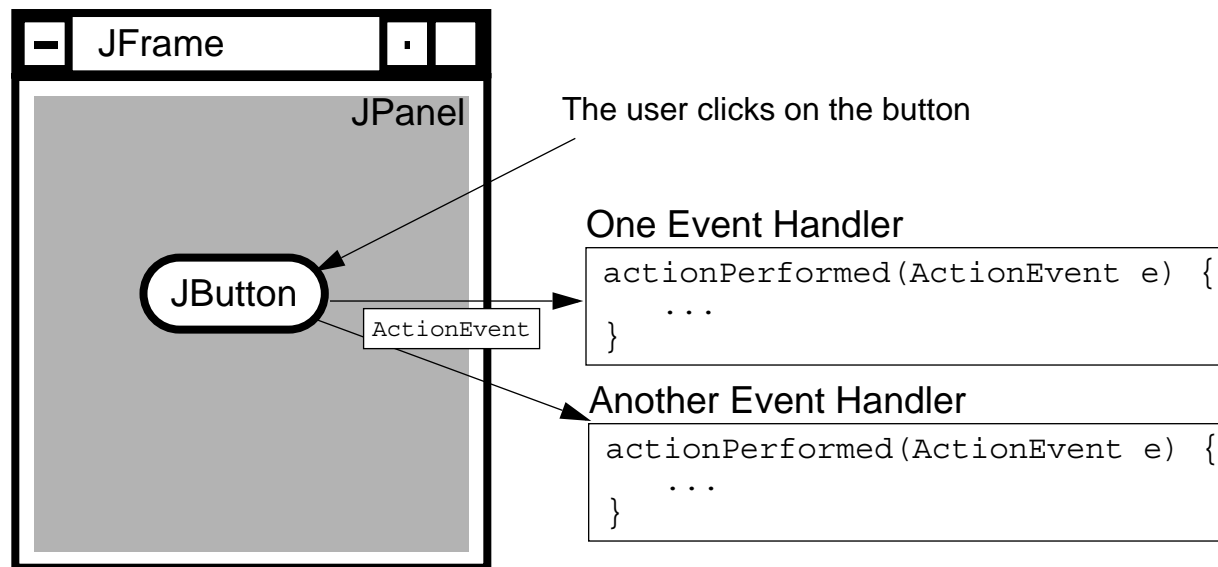 JFrame
JPanel
The user clicks on the button
One Event Handler
actionPerformed(ActionEvent e) {
...
}
JButton
ActionEvent
Another Event Handler
actionPerformed(ActionEvent e) {
...
}